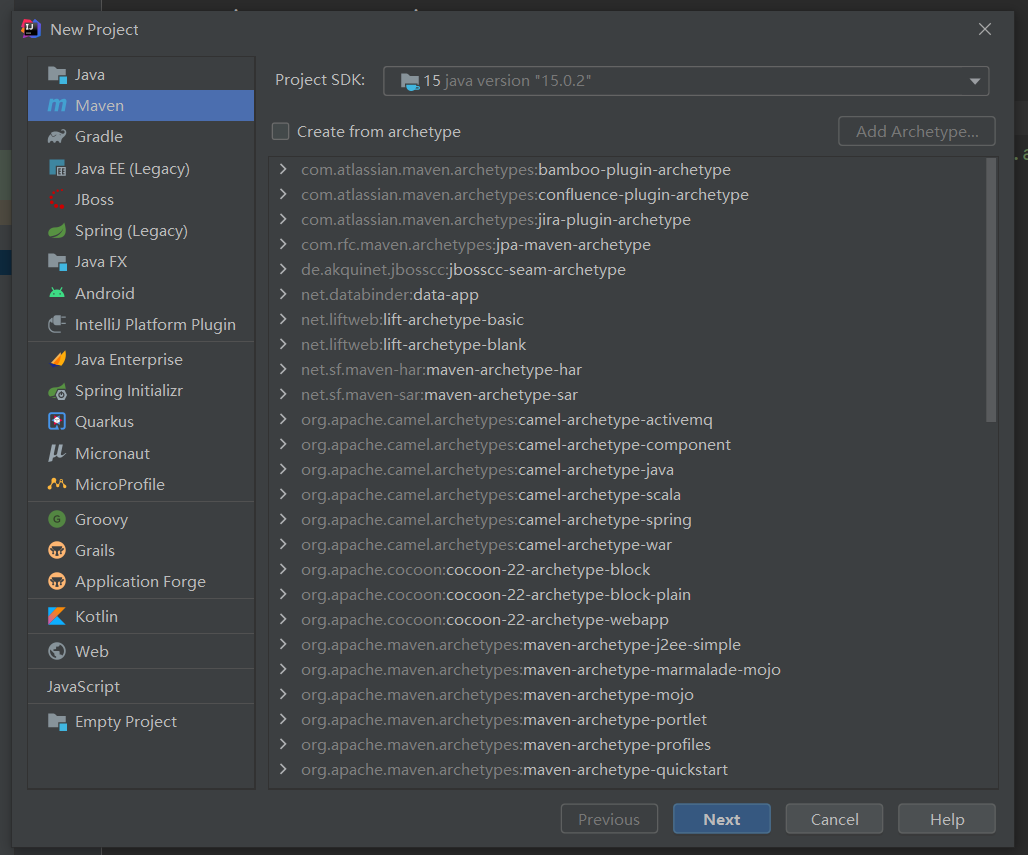 New Project
Java
Maven
Gradle
Java EE (Legacy)
JBoss
Spring (Legacy)
Java FX
Android
IntelliJ Platform Plugin
Java Enterprise
Spring Initializr
Quarkus
Micronaut
MicroProfile
Groovy
Grails
Application Forge
Kotlin
Web
JavaScript
Empty Project
Project SDK: 15 java version "15.0.2"
Create from archetype Add Archetype...
com.atlassian.maven.archetypes:bamboo-plugin-archetype
com.atlassian.maven.archetypes:confluence-plugin-archetype
com.atlassian.maven.archetypes:jira-plugin-archetype
com.rfc.maven.archetypes:jpa-maven-archetype
de.akquinet.jbosscc:jbosscc-seam-archetype
net.databinder:data-app
net.liftweb:lift-archetype-basic
net.liftweb:lift-archetype-blank
net.sf.maven-har:maven-archetype-har
net.sf.maven-sar:maven-archetype-sar
org.apache.camel.archetypes:camel-archetype-activemq
org.apache.camel.archetypes:camel-archetype-component
org.apache.camel.archetypes:camel-archetype-java
org.apache.camel.archetypes:camel-archetype-scala
org.apache.camel.archetypes:camel-archetype-spring
org.apache.camel.archetypes:camel-archetype-war
org.apache.cocoon:cocoon-22-archetype-block
org.apache.cocoon:cocoon-22-archetype-block-plain
org.apache.cocoon:cocoon-22-archetype-webapp
org.apache.maven.archetypes:maven-archetype-j2ee-simple
org.apache.maven.archetypes:maven-archetype-marmalade-mojo
org.apache.maven.archetypes:maven-archetype-mojo
org.apache.maven.archetypes:maven-archetype-portlet
org.apache.maven.archetypes:maven-archetype-profiles
org.apache.maven.archetypes:maven-archetype-quickstart
Previous Next Cancel Help